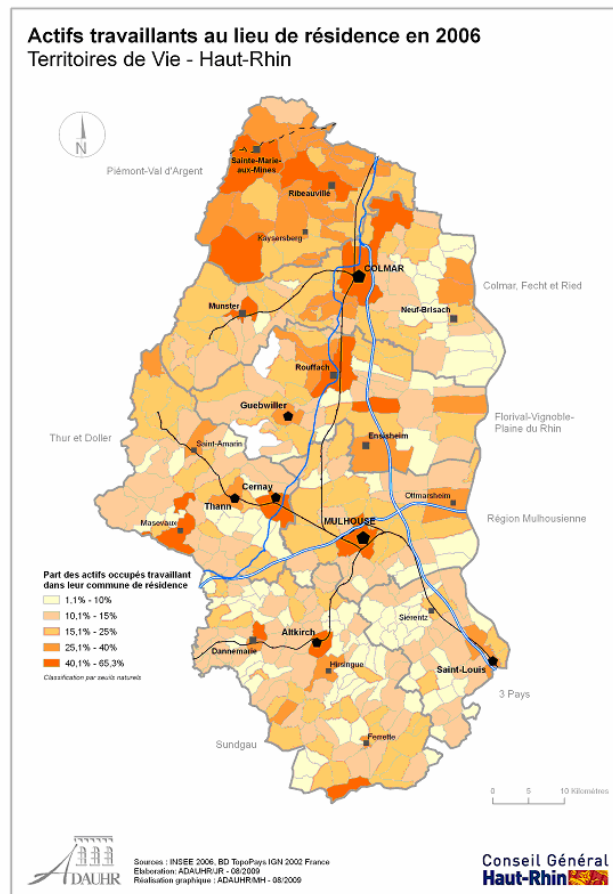 Actifs travaillants au lieu de résidence en 2006
Territoires de Vie - Haut-Rhin
N
Piémont-Val d'Argent
Sainte-Marie-
aux-Mines
Ribeauvillé
Kaysersberg
COLMAR
Colmar, Fecht et Ried
Munster
Neuf-Brisach
Rouffach
Guebwiller
Florival-Vignoble-
Plaine du Rhin
Thur et Doller
Saint-Amarin
Ensisheim
Cernay
Thann
Ottmarsheim
Masevaux
MULHOUSE
Région Mulhousienne
Part des actifs occupés travaillant
dans leur commune de résidence
1,1% - 10%
10,1% - 15%
15,1% - 25%
25,1% - 40%
40,1% - 65,3%
Classification par seuils naturels
Sierentz
Altkirch
Dannemarie
Hirsingue
Saint-Louis
3 Pays
Sundgau
Ferrette
0 5 10 Kilomètres
ADAUHR
Sources : INSEE 2006, BD TopoPays IGN 2002 France
Elaboration: ADAUHR/JR - 08/2009
Réalisation graphique : ADAUHR/MH - 08/2009
Conseil Général
Haut-Rhin